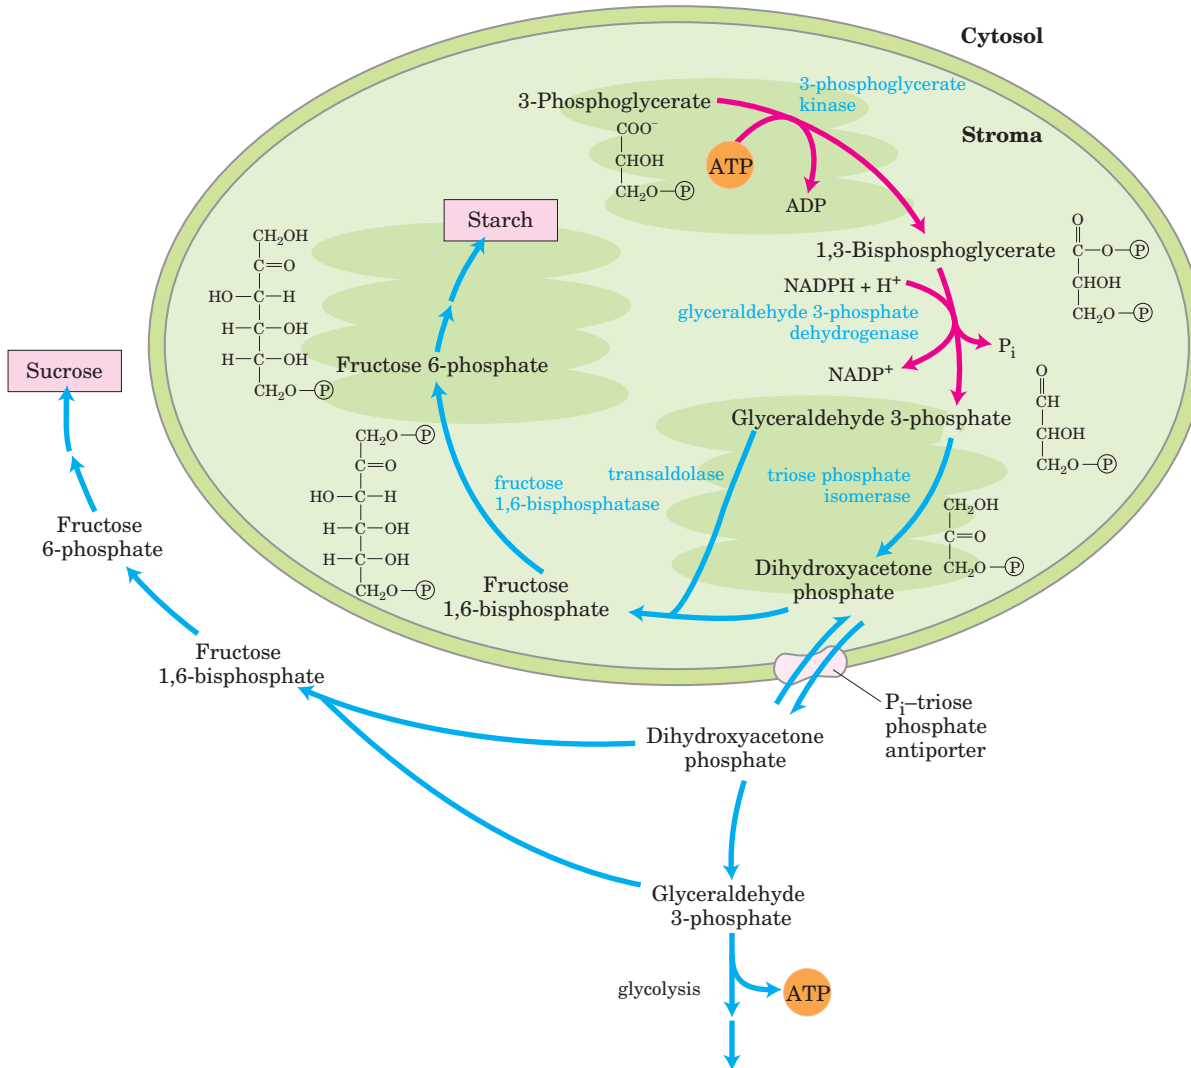 Cytosol
3-phosphoglycerate
kinase
3-Phosphoglycerate
Stroma
COO⁻
CHOH
CH₂O—Ⓟ
ATP
ADP
Starch
CH₂OH
C=O
HO—C—H
H—C—OH
H—C—OH
CH₂O—Ⓟ
1,3-Bisphosphoglycerate
O
C—O—Ⓟ
CHOH
CH₂O—Ⓟ
NADPH + H⁺
glyceraldehyde 3-phosphate
dehydrogenase
Pᵢ
NADP⁺
Fructose 6-phosphate
Sucrose
O
CH
CHOH
CH₂O—Ⓟ
Glyceraldehyde 3-phosphate
CH₂O—Ⓟ
C=O
HO—C—H
H—C—OH
H—C—OH
CH₂O—Ⓟ
fructose
1,6-bisphosphatase
transaldolase
triose phosphate
isomerase
CH₂OH
C=O
CH₂O—Ⓟ
Fructose
6-phosphate
Dihydroxyacetone
phosphate
Fructose
1,6-bisphosphate
Fructose
1,6-bisphosphate
Pᵢ–triose
phosphate
antiporter
Dihydroxyacetone
phosphate
Glyceraldehyde
3-phosphate
glycolysis
ATP